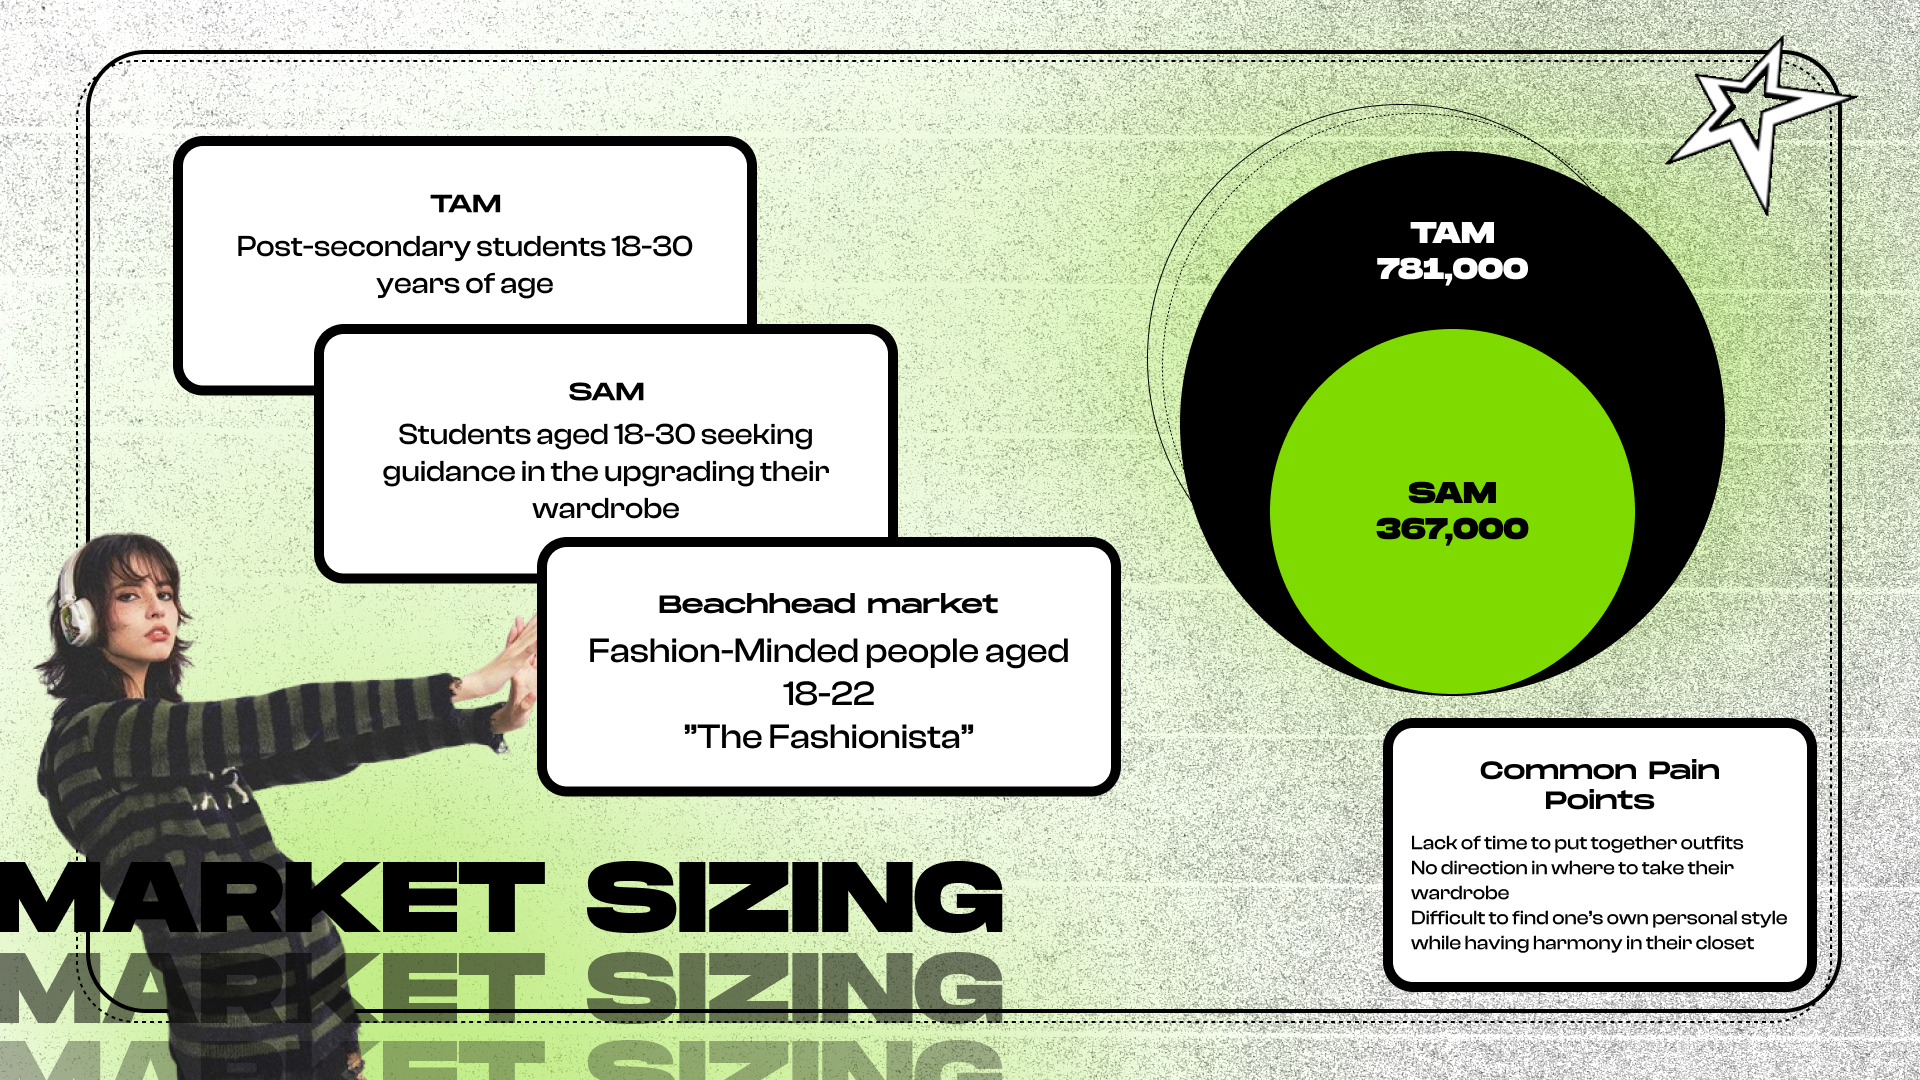 TAM
Post-secondary students 18-30
years of age
SAM
Students aged 18-30 seeking
guidance in the upgrading their
wardrobe
Beachhead market
Fashion-Minded people aged
18-22
”The Fashionista”
TAM
781,000
SAM
367,000
Common Pain
Points
Lack of time to put together outfits
No direction in where to take their
wardrobe
Difficult to find one’s own personal style
while having harmony in their closet
MARKET SIZING
MARKET SIZING
MARKET SIZING